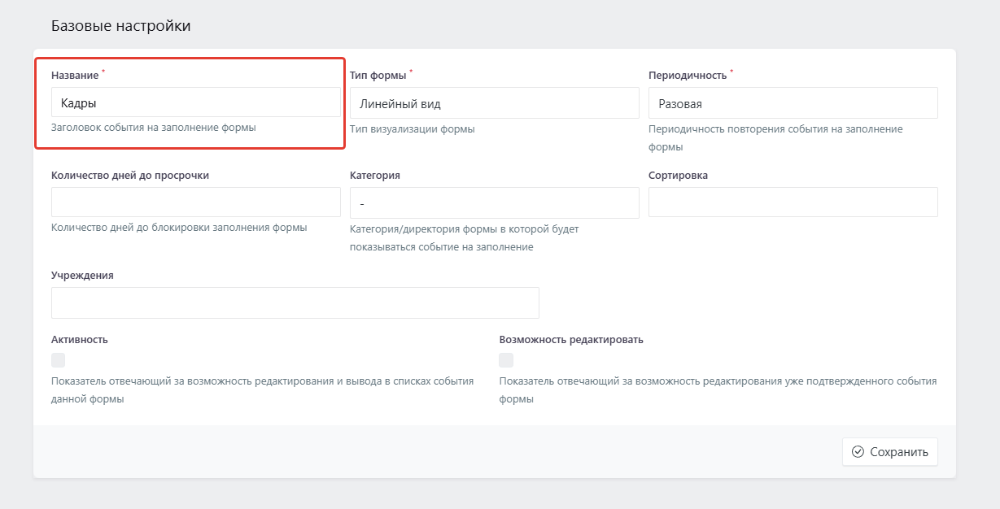 Базовые настройки
Название *
Тип формы *
Периодичность *
Кадры
Линейный вид
Разовая
Заголовок события на заполнение формы
Тип визуализации формы
Периодичность повторения события на заполнение
формы
Количество дней до просрочки
Категория
Сортировка
-
Количество дней до блокировки заполнения формы
Категория/директория формы в которой будет
показываться событие на заполнение
Учреждения
Активность
Возможность редактировать
Показатель отвечающий за возможность редактирования и вывода в списках события
данной формы
Показатель отвечающий за возможность редактирования уже подтвержденного события
формы
Сохранить